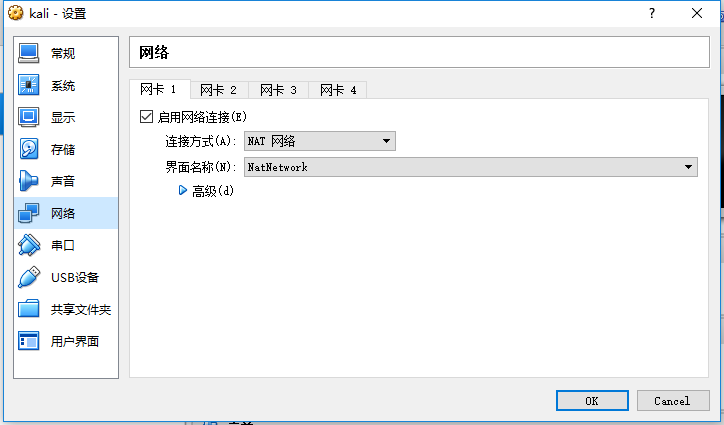 kali - 设置
?
常规
系统
显示
存储
声音
网络
串口
USB设备
共享文件夹
用户界面
网络
网卡 1 网卡 2 网卡 3 网卡 4
启用网络连接(E)
连接方式(A): NAT 网络
界面名称(N): NatNetwork
高级(d)
OK Cancel